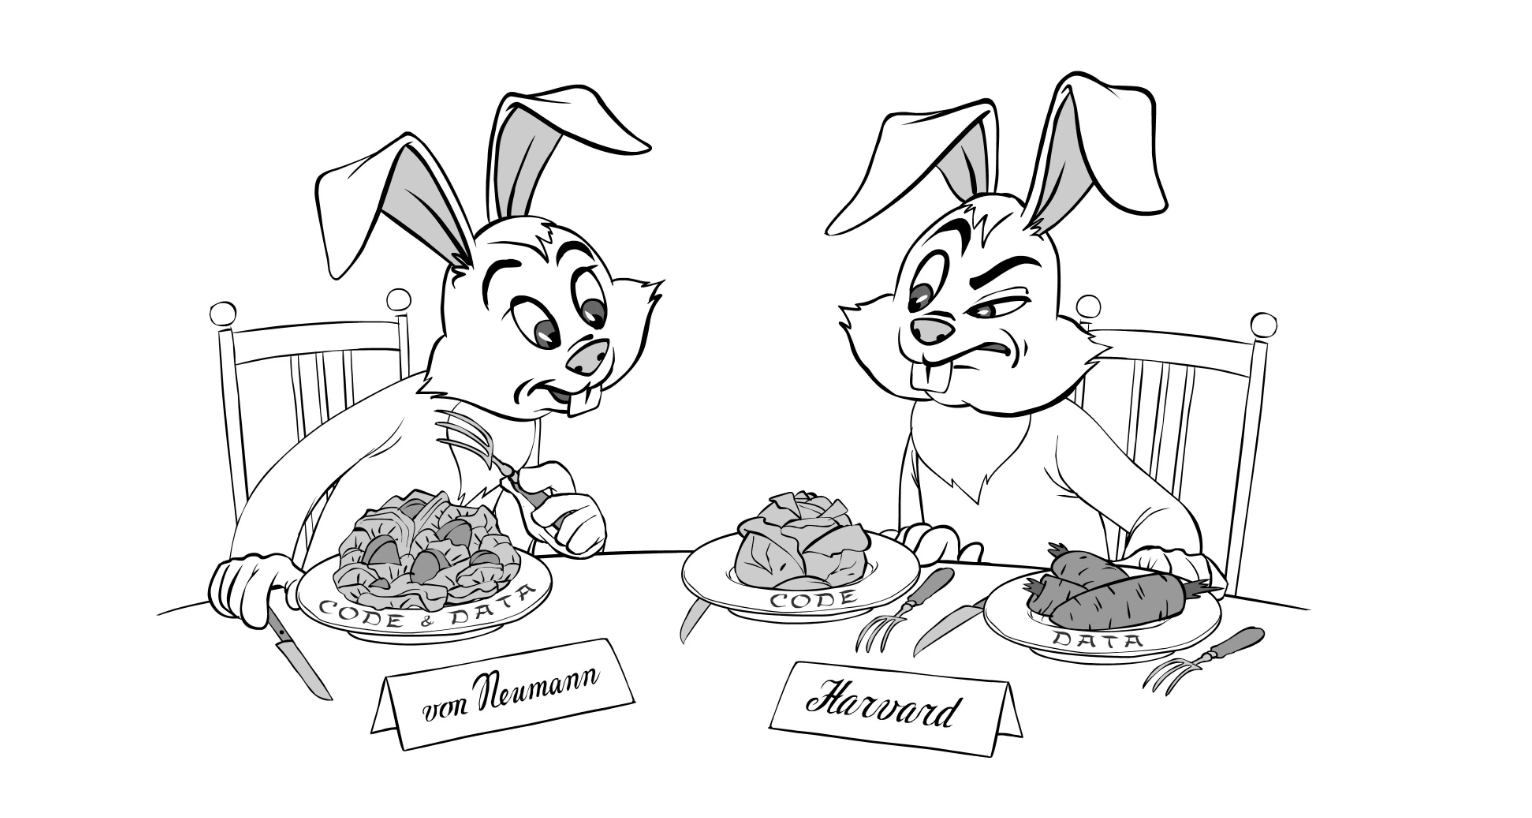 CODE & DATA
CODE
DATA
von Neumann
Harvard